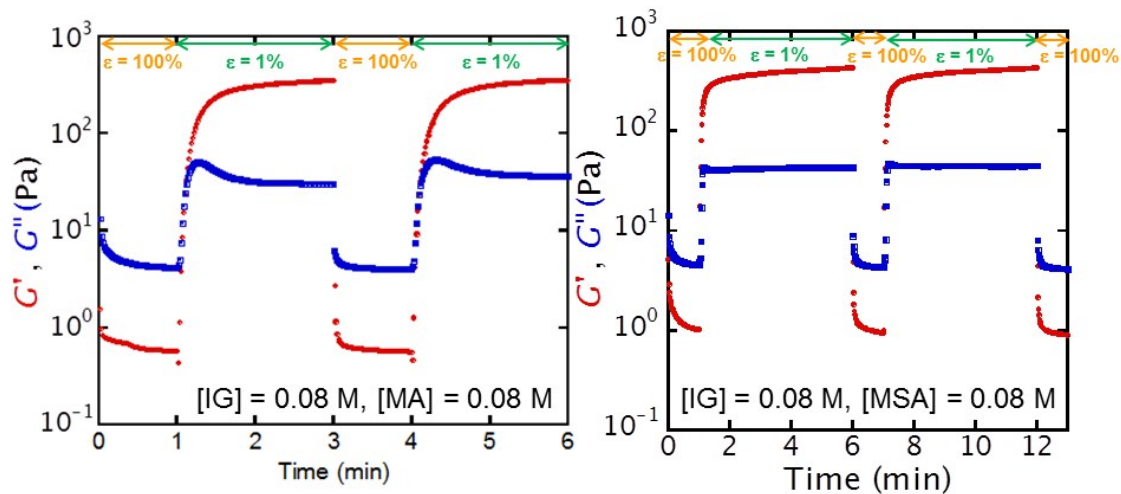 10³
ε = 100%
ε = 1%
ε = 100%
ε = 1%
10²
10¹
10⁰
10⁻¹
G' , G'' (Pa)
[IG] = 0.08 M, [MA] = 0.08 M
0 1 2 3 4 5 6
Time (min)
10³
ε = 100%
ε = 1%
ε = 100%
ε = 1%
ε = 100%
10²
10¹
10⁰
10⁻¹
G' , G'' (Pa)
[IG] = 0.08 M, [MSA] = 0.08 M
0 2 4 6 8 10 12
Time (min)